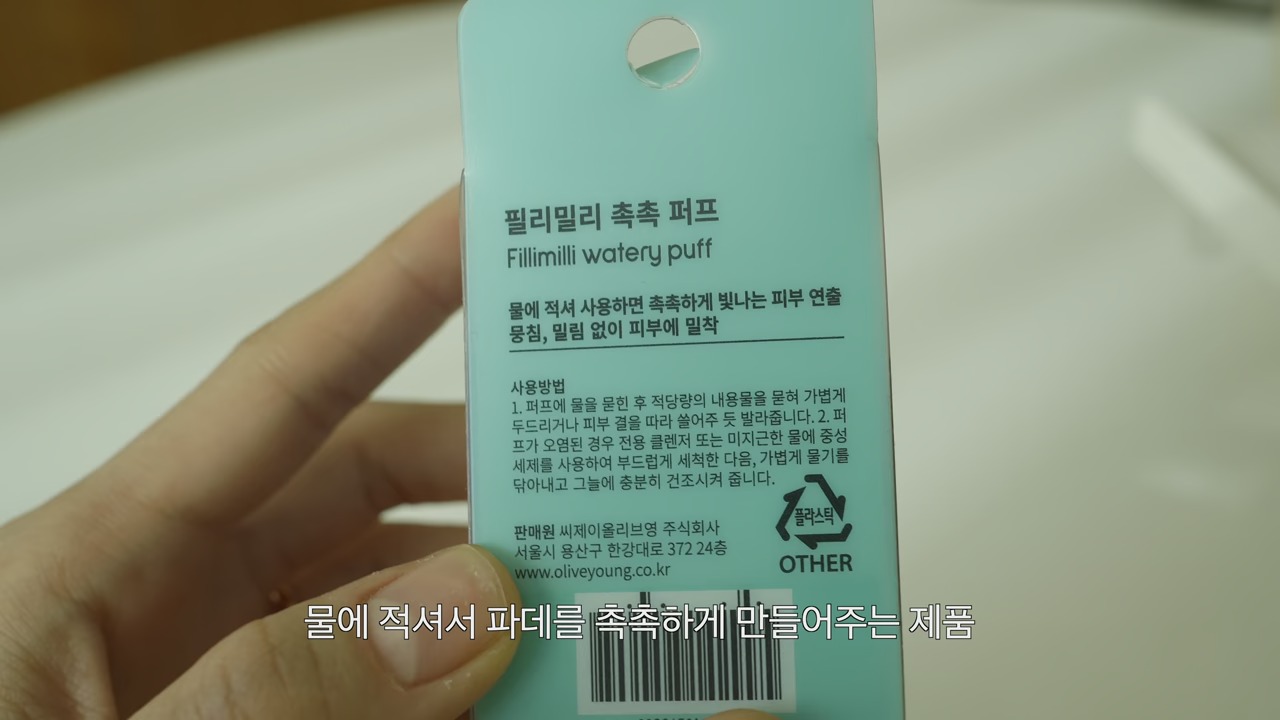 필리밀리 촉촉 퍼프
Fillimilli watery puff
물에 적셔 사용하면 촉촉하게 빛나는 피부 연출
뭉침, 밀림 없이 피부에 밀착
사용방법
1. 퍼프에 물을 묻힌 후 적당량의 내용물을 묻혀 가볍게
두드리거나 피부 결을 따라 쓸어주 듯 발라줍니다. 2. 퍼
프가 오염된 경우 전용 클렌저 또는 미지근한 물에 중성
세제를 사용하여 부드럽게 세척한 다음, 가볍게 물기를
닦아내고 그늘에 충분히 건조시켜 줍니다.
플라스틱
OTHER
판매원 씨제이올리브영 주식회사
서울시 용산구 한강대로 372 24층
www.oliveyoung.co.kr
물에 적셔서 파데를 촉촉하게 만들어주는 제품